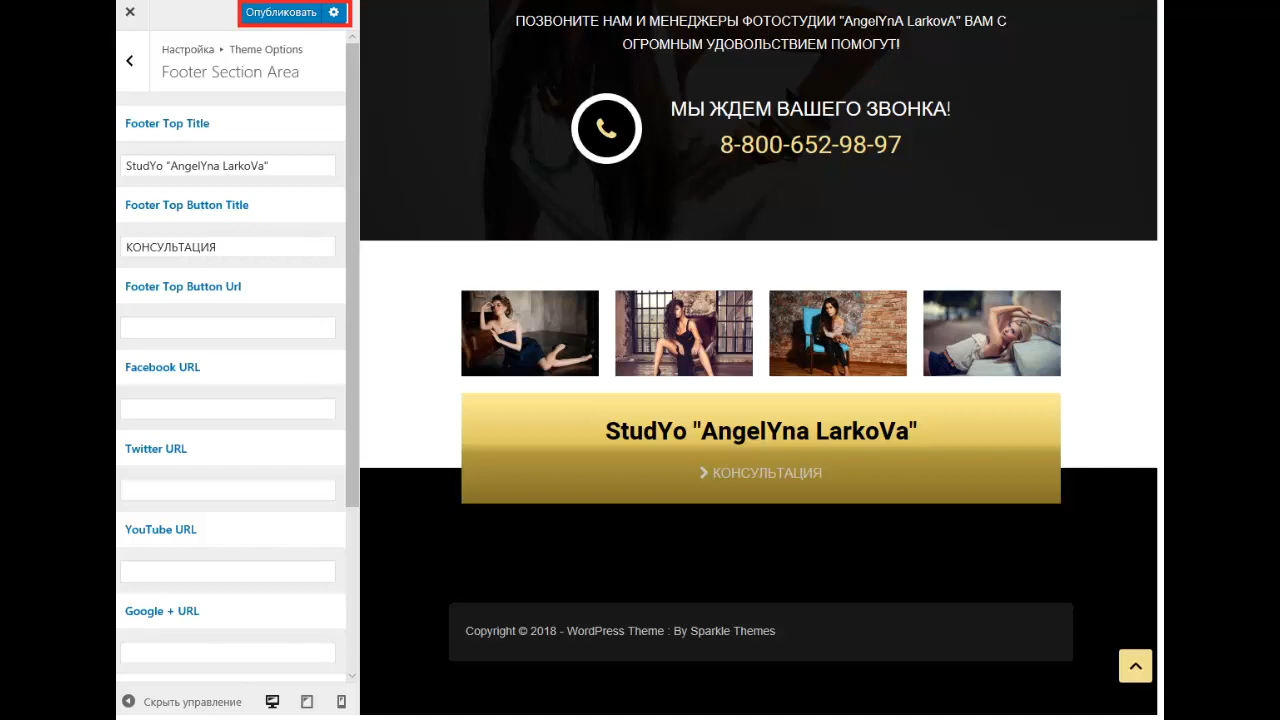 Опубликовать
Настройка ▸ Theme Options
Footer Section Area
Footer Top Title
StudYo "AngelYna LarkoVa"
Footer Top Button Title
КОНСУЛЬТАЦИЯ
Footer Top Button Url
Facebook URL
Twitter URL
YouTube URL
Google + URL
Скрыть управление
ПОЗВОНИТЕ НАМ И МЕНЕДЖЕРЫ ФОТОСТУДИИ "AngelYnA LarkovA" ВАМ С
ОГРОМНЫМ УДОВОЛЬСТВИЕМ ПОМОГУТ!
МЫ ЖДЕМ ВАШЕГО ЗВОНКА!
8-800-652-98-97
StudYo "AngelYna LarkoVa"
КОНСУЛЬТАЦИЯ
Copyright © 2018 - WordPress Theme : By Sparkle Themes